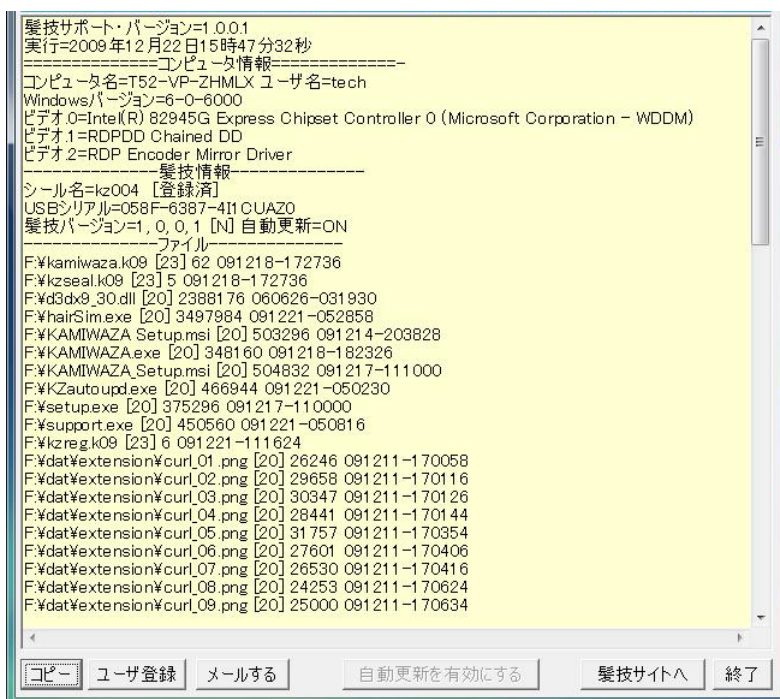 髪技サポート・バージョン=1.0.0.1
実行=2009年12月22日15時47分32秒
==============コンピュータ情報=============-
コンピュータ名=T52-VP-ZHMLX ユーザ名=tech
Windowsバージョン=6-0-6000
ビデオ.0=Intel(R) 82945G Express Chipset Controller 0 (Microsoft Corporation - WDDM)
ビデオ.1=RDPDD Chained DD
ビデオ.2=RDP Encoder Mirror Driver
--------------髪技情報--------------
シール名=kz004 [登録済]
USBシリアル=058F-6387-4I1CUAZ0
髪技バージョン=1, 0, 0, 1 [N] 自動更新=ON
--------------ファイル--------------
F:¥kamiwaza.k09 [23] 62 091218-172736
F:¥kzseal.k09 [23] 5 091218-172736
F:¥d3dx9_30.dll [20] 2388176 060626-031930
F:¥hairSim.exe [20] 3497984 091221-052858
F:¥KAMIWAZA Setup.msi [20] 503296 091214-203828
F:¥KAMIWAZA.exe [20] 348160 091218-182326
F:¥KAMIWAZA_Setup.msi [20] 504832 091217-111000
F:¥KZautoupd.exe [20] 466944 091221-050230
F:¥setup.exe [20] 375296 091217-110000
F:¥support.exe [20] 450560 091221-050816
F:¥kzreg.k09 [23] 6 091221-111624
F:¥dat¥extension¥curl_01.png [20] 26246 091211-170058
F:¥dat¥extension¥curl_02.png [20] 29658 091211-170116
F:¥dat¥extension¥curl_03.png [20] 30347 091211-170126
F:¥dat¥extension¥curl_04.png [20] 28441 091211-170144
F:¥dat¥extension¥curl_05.png [20] 31757 091211-170354
F:¥dat¥extension¥curl_06.png [20] 27601 091211-170406
F:¥dat¥extension¥curl_07.png [20] 26530 091211-170416
F:¥dat¥extension¥curl_08.png [20] 24253 091211-170624
F:¥dat¥extension¥curl_09.png [20] 25000 091211-170634
コピー ユーザ登録 メールする 自動更新を有効にする 髪技サイトへ 終了